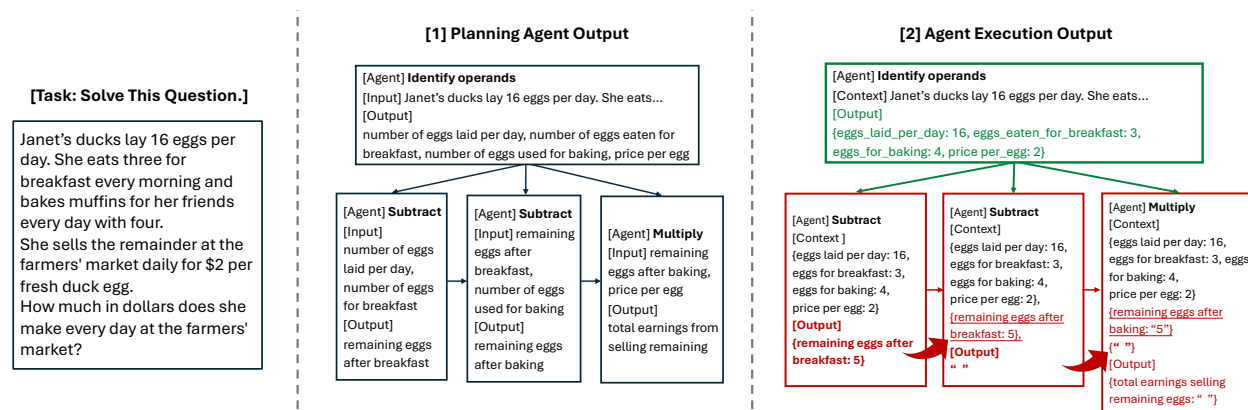 [Task: Solve This Question.]
Janet's ducks lay 16 eggs per
day. She eats three for
breakfast every morning and
bakes muffins for her friends
every day with four.
She sells the remainder at the
farmers' market daily for $2 per
fresh duck egg.
How much in dollars does she
make every day at the farmers'
market?
[1] Planning Agent Output
[Agent] Identify operands
[Input] Janet's ducks lay 16 eggs per day. She eats...
[Output]
number of eggs laid per day, number of eggs eaten for
breakfast, number of eggs used for baking, price per egg
[Agent] Subtract
[Input]
number of eggs
laid per day,
number of eggs
for breakfast
[Output]
remaining eggs
after breakfast
[Agent] Subtract
[Input] remaining
eggs after
breakfast,
number of eggs
used for baking
[Output]
remaining eggs
after baking
[Agent] Multiply
[Input] remaining
eggs after baking,
price per egg
[Output]
total earnings from
selling remaining
[2] Agent Execution Output
[Agent] Identify operands
[Context] Janet's ducks lay 16 eggs per day. She eats...
[Output]
{eggs_laid_per_day: 16, eggs_eaten_for_breakfast: 3,
eggs_for_baking: 4, price per_egg: 2}
[Agent] Subtract
[Context ]
{eggs laid per day: 16,
eggs for breakfast: 3,
eggs for baking: 4,
price per egg: 2}
[Output]
{remaining eggs after
breakfast: 5}
[Agent] Subtract
[Context]
{eggs laid per day: 16,
eggs for breakfast: 3,
eggs for baking: 4,
price per egg: 2},
{remaining eggs after
breakfast: 5},
[Output]
“ ”
[Agent] Multiply
[Context]
{eggs laid per day: 16,
eggs for breakfast: 3, eggs
for baking: 4,
price per egg: 2}
{remaining eggs after
baking: “5”}
{“ ”}
[Output]
{total earnings selling
remaining eggs: “ ”}